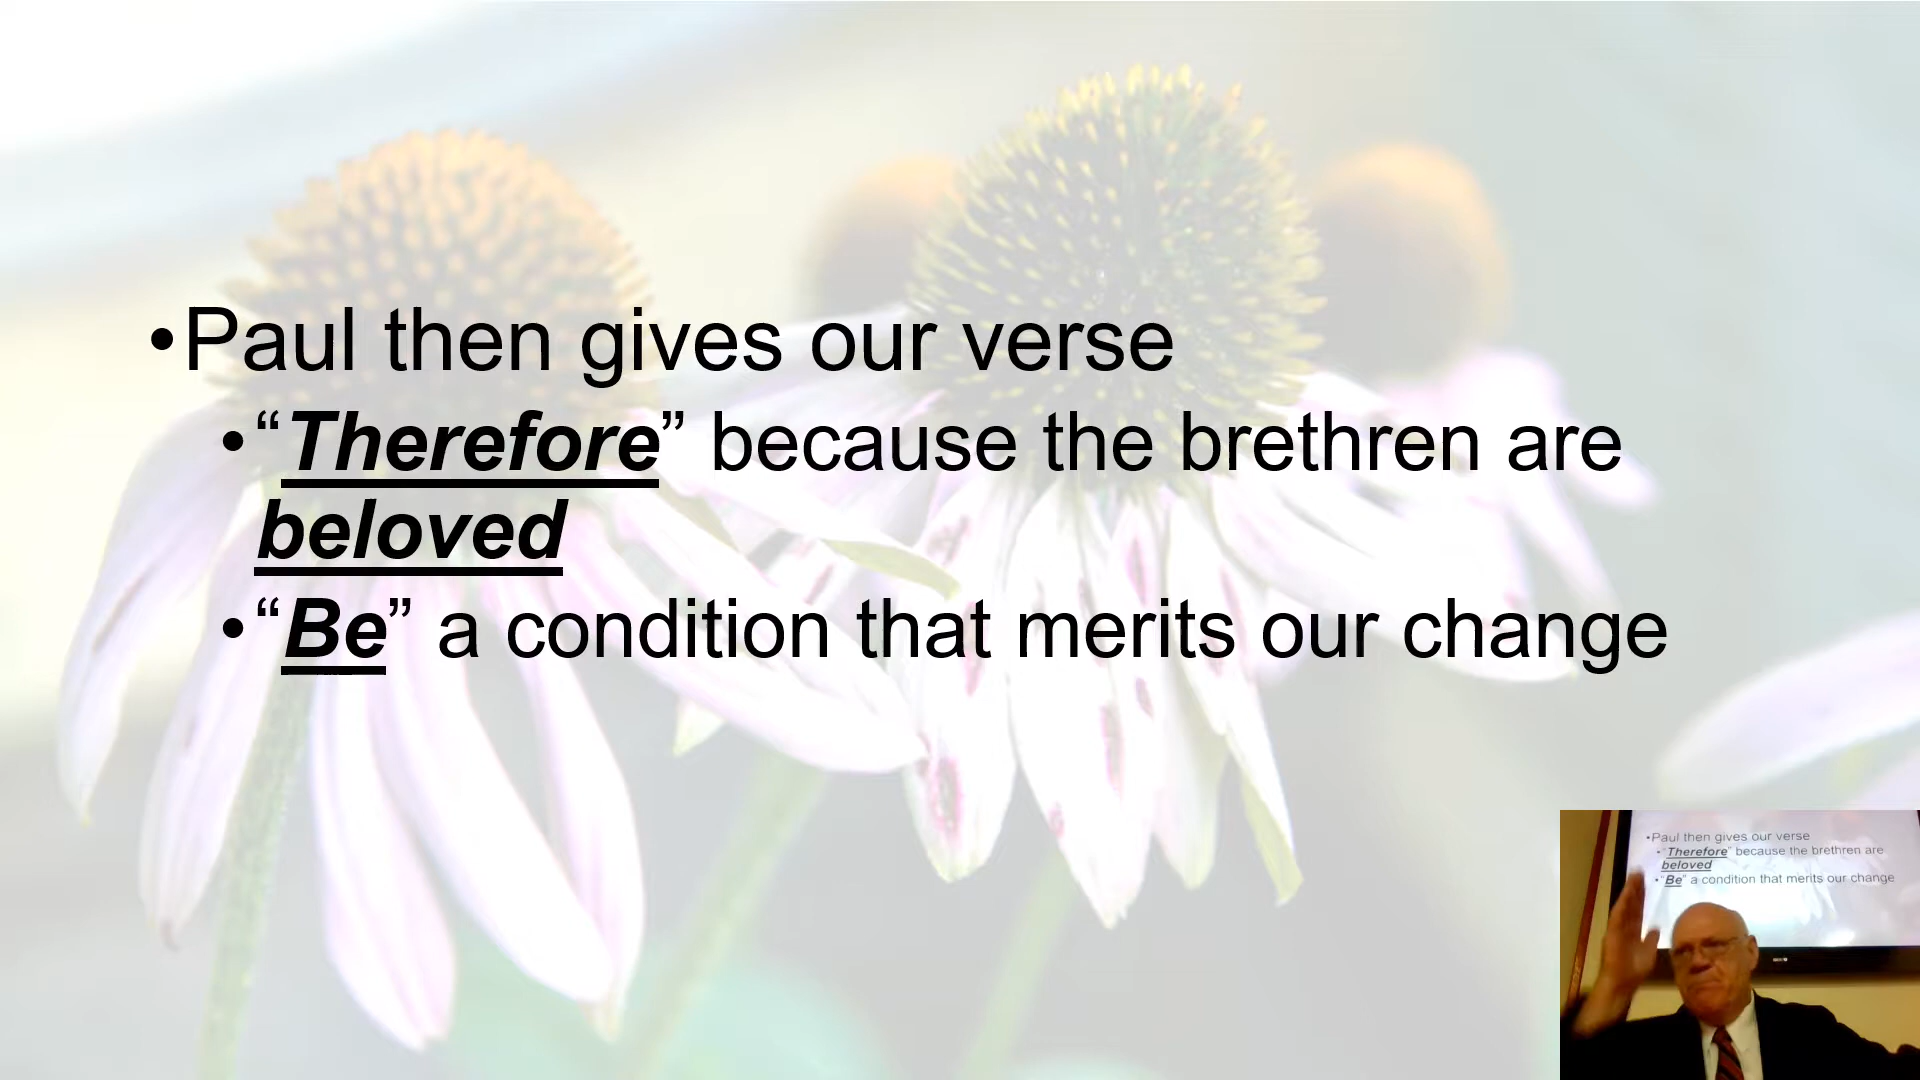 •Paul then gives our verse
•“Therefore” because the brethren are
beloved
•“Be” a condition that merits our change
•Paul then gives our verse
•“Therefore” because the brethren are
beloved
•“Be” a condition that merits our change